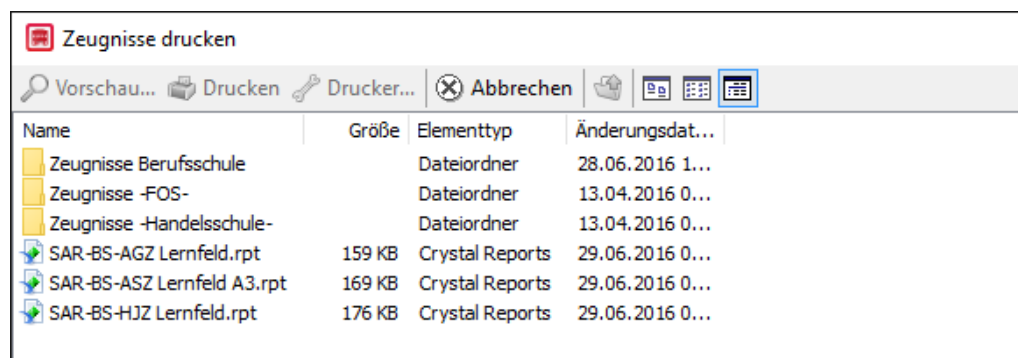 Zeugnisse drucken
Vorschau... Drucken Drucker... Abbrechen
Name Größe Elementtyp Änderungsdat...
Zeugnisse Berufsschule Dateiordner 28.06.2016 1...
Zeugnisse -FOS- Dateiordner 13.04.2016 0...
Zeugnisse -Handelsschule- Dateiordner 13.04.2016 0...
SAR-BS-AGZ Lernfeld.rpt 159 KB Crystal Reports 29.06.2016 0...
SAR-BS-ASZ Lernfeld A3.rpt 169 KB Crystal Reports 29.06.2016 0...
SAR-BS-HJZ Lernfeld.rpt 176 KB Crystal Reports 29.06.2016 0...